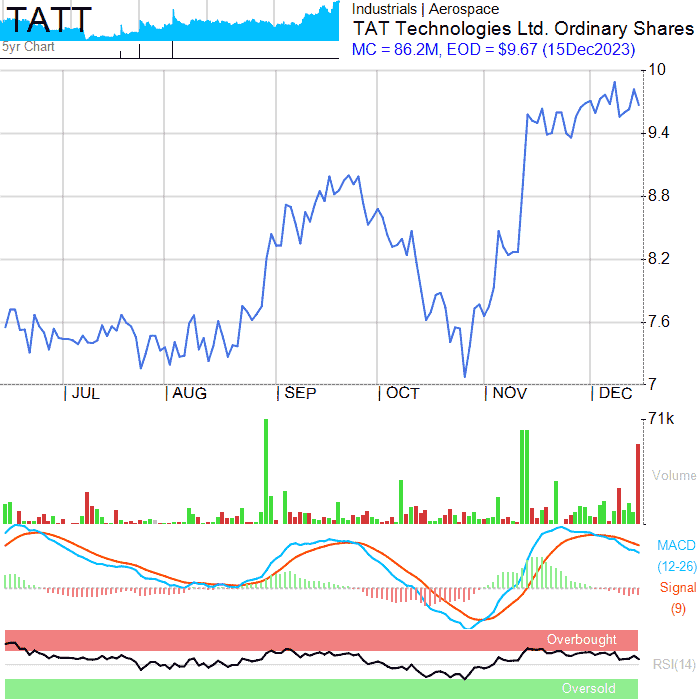 TATT
5yr Chart
Industrials | Aerospace
TAT Technologies Ltd. Ordinary Shares
MC = 86.2M, EOD = $9.67 (15Dec2023)
10
9.4
8.8
8.2
7.6
7
| JUL | AUG | SEP | OCT | NOV | DEC
71k
Volume
MACD
(12-26)
Signal
(9)
Overbought
RSI(14)
Oversold